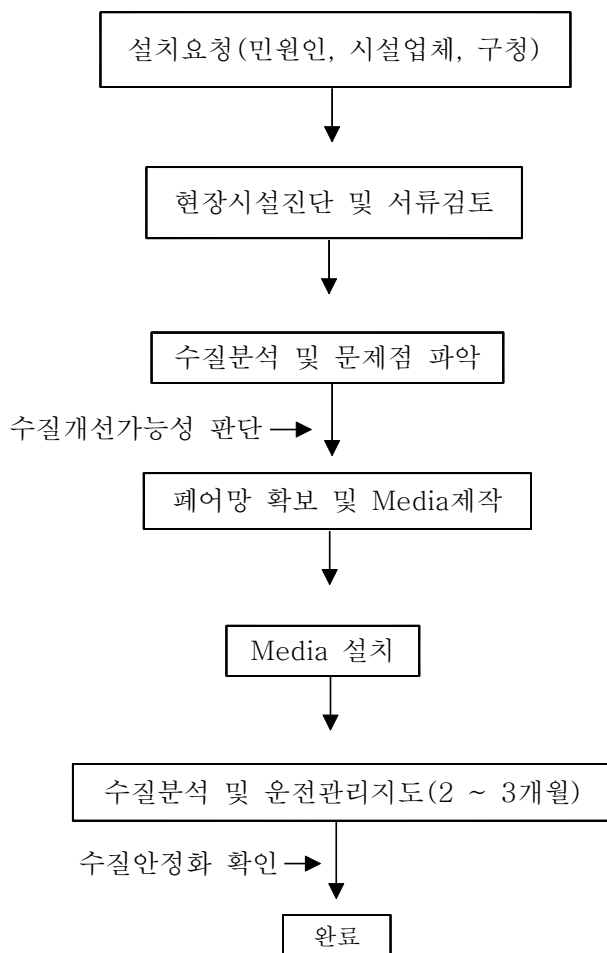 설치요청(민원인, 시설업체, 구청)
현장시설진단 및 서류검토
수질분석 및 문제점 파악
수질개선가능성 판단
폐어망 확보 및 Media제작
Media 설치
수질분석 및 운전관리지도(2 ~ 3개월)
수질안정화 확인
완료